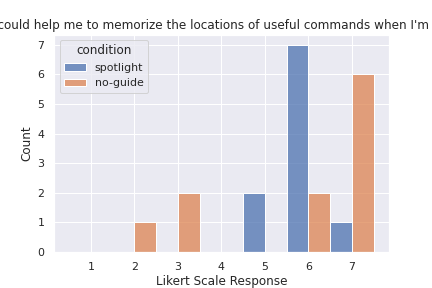 could help me to memorize the locations of useful commands when I'm
condition
spotlight
no-guide
7
6
5
4
3
2
1
0
Count
1 2 3 4 5 6 7
Likert Scale Response